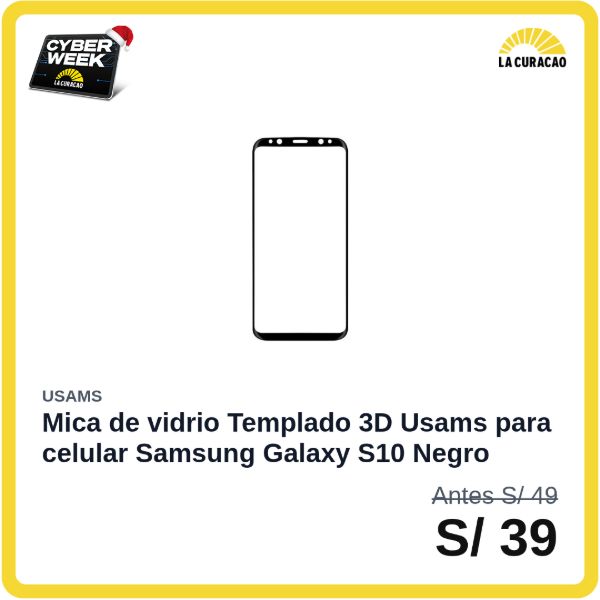 CYBER
WEEK
LA CURACAO
LA CURACAO
USAMS
Mica de vidrio Templado 3D Usams para
celular Samsung Galaxy S10 Negro
Antes S/ 49
S/ 39